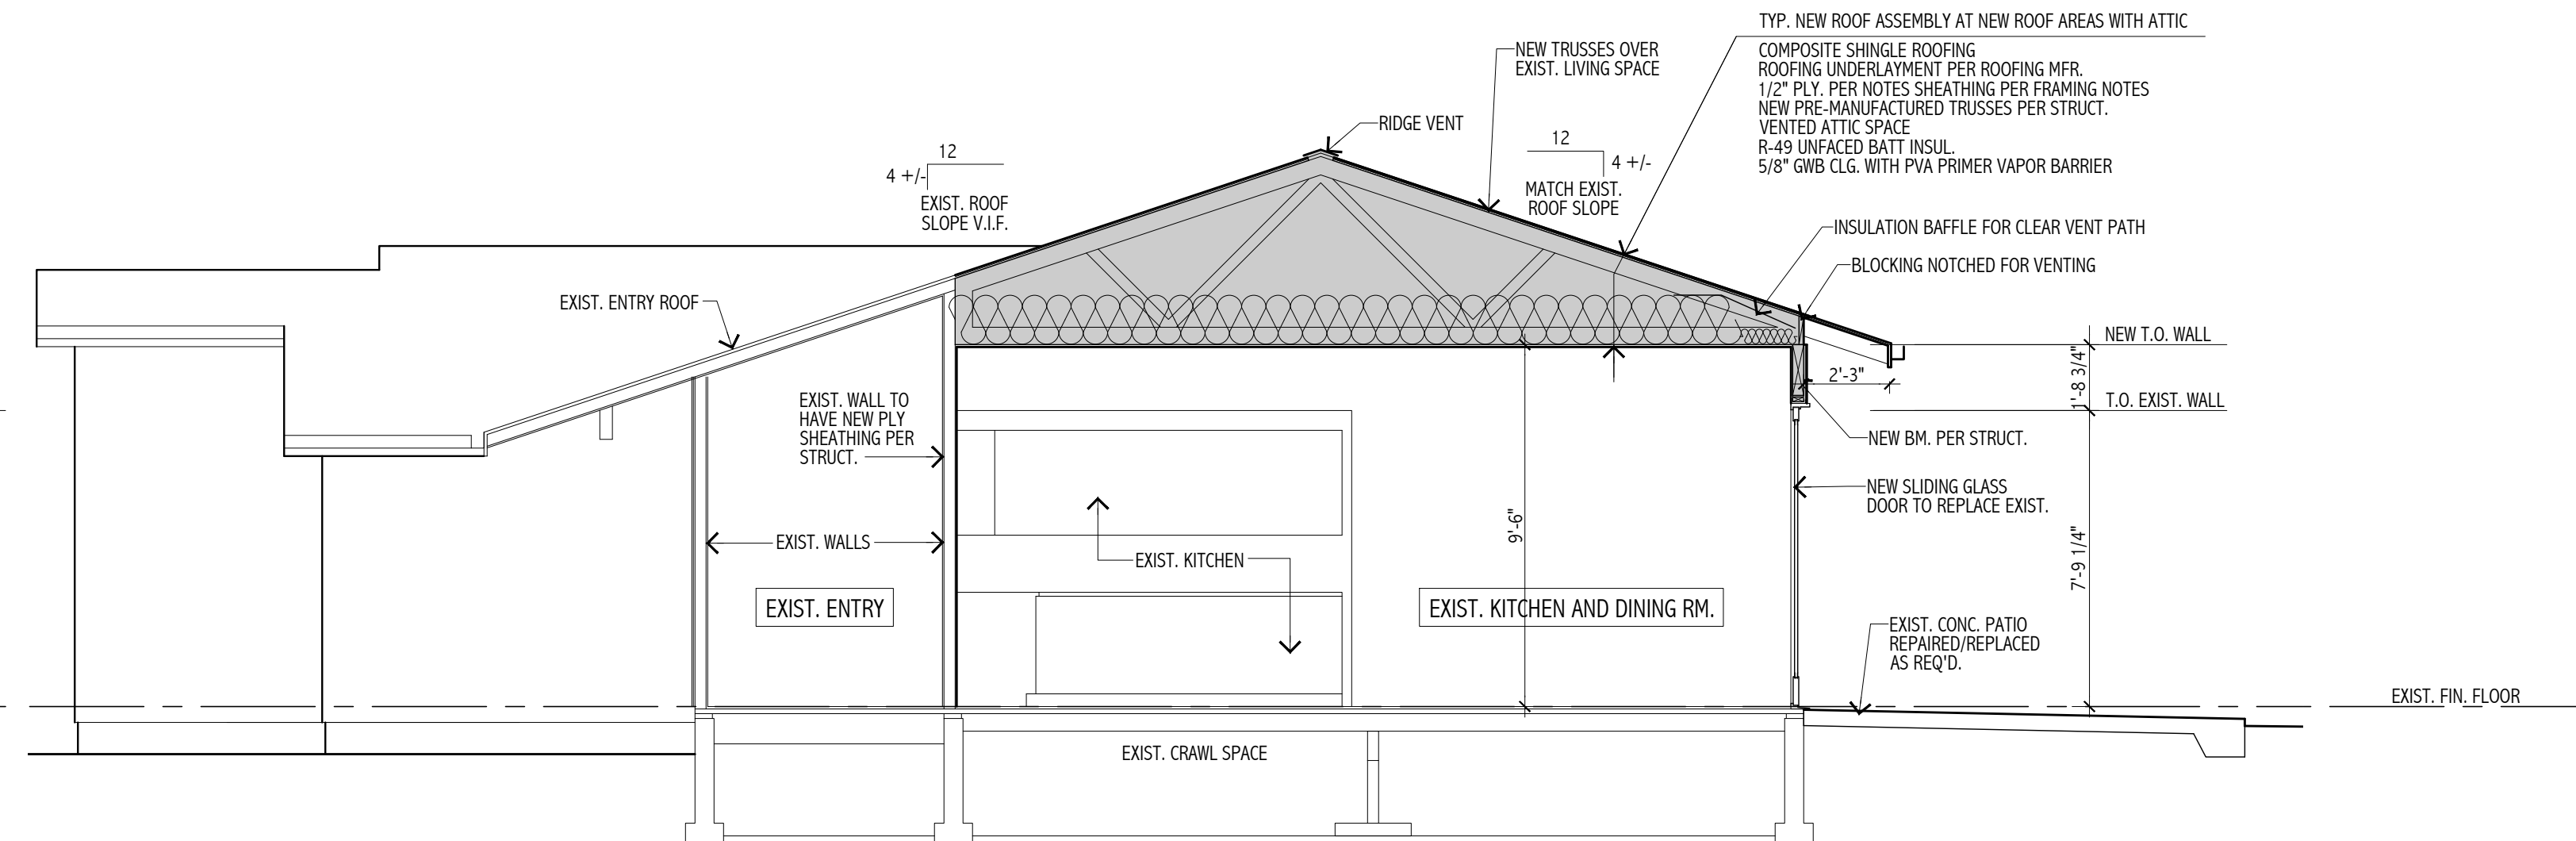 TYP. NEW ROOF ASSEMBLY AT NEW ROOF AREAS WITH ATTIC
COMPOSITE SHINGLE ROOFING
ROOFING UNDERLAYMENT PER ROOFING MFR.
1/2" PLY. PER NOTES SHEATHING PER FRAMING NOTES
NEW PRE-MANUFACTURED TRUSSES PER STRUCT.
VENTED ATTIC SPACE
R-49 UNFACED BATT INSUL.
5/8" GWB CLG. WITH PVA PRIMER VAPOR BARRIER
NEW TRUSSES OVER
EXIST. LIVING SPACE
RIDGE VENT
12
4 +/-
EXIST. ROOF
SLOPE V.I.F.
12
4 +/-
MATCH EXIST.
ROOF SLOPE
INSULATION BAFFLE FOR CLEAR VENT PATH
BLOCKING NOTCHED FOR VENTING
EXIST. ENTRY ROOF
NEW T.O. WALL
1'-8 3/4"
2'-3"
T.O. EXIST. WALL
EXIST. WALL TO
HAVE NEW PLY
SHEATHING PER
STRUCT.
NEW BM. PER STRUCT.
NEW SLIDING GLASS
DOOR TO REPLACE EXIST.
9'-6"
7'-9 1/4"
EXIST. WALLS
EXIST. KITCHEN
EXIST. ENTRY
EXIST. KITCHEN AND DINING RM.
EXIST. CONC. PATIO
REPAIRED/REPLACED
AS REQ'D.
EXIST. FIN. FLOOR
EXIST. CRAWL SPACE